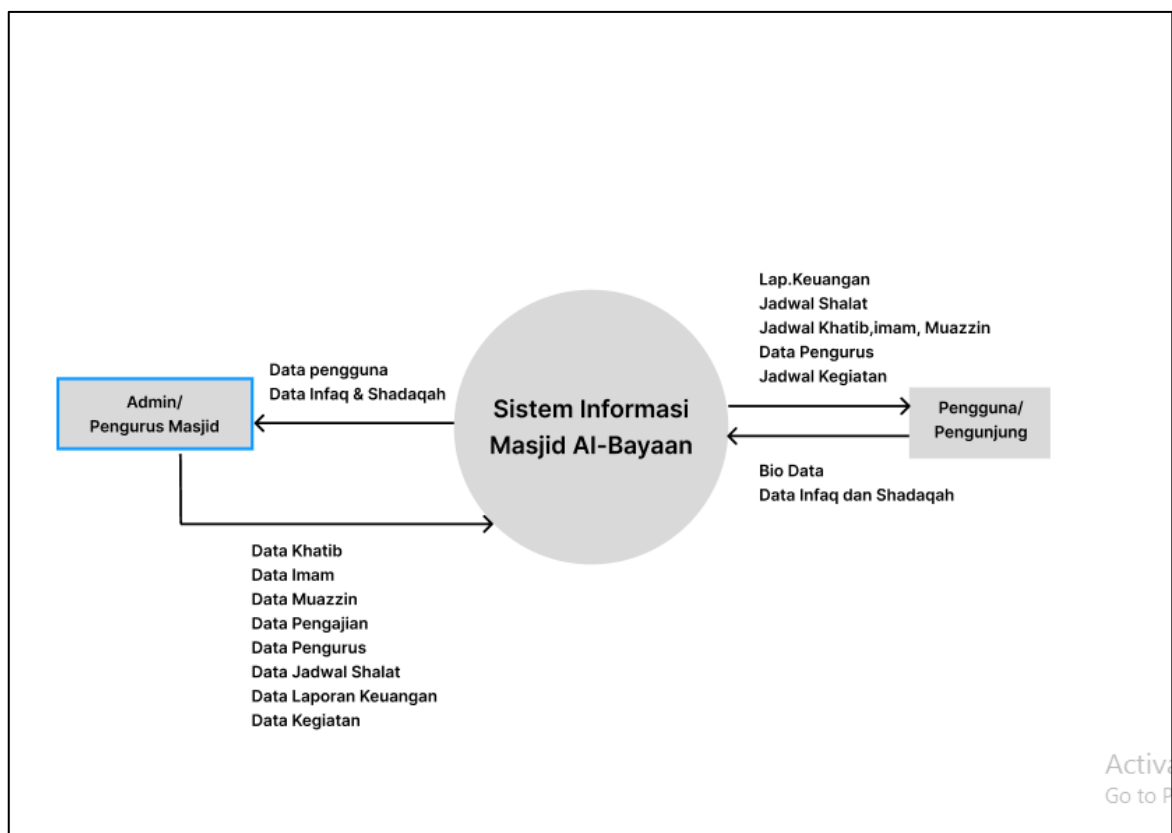 Lap.Keuangan
Jadwal Shalat
Jadwal Khatib,imam, Muazzin
Data Pengurus
Jadwal Kegiatan
Data pengguna
Data Infaq & Shadaqah
Admin/
Pengurus Masjid
Sistem Informasi
Masjid Al-Bayaan
Pengguna/
Pengunjung
Bio Data
Data Infaq dan Shadaqah
Data Khatib
Data Imam
Data Muazzin
Data Pengajian
Data Pengurus
Data Jadwal Shalat
Data Laporan Keuangan
Data Kegiatan
Go to